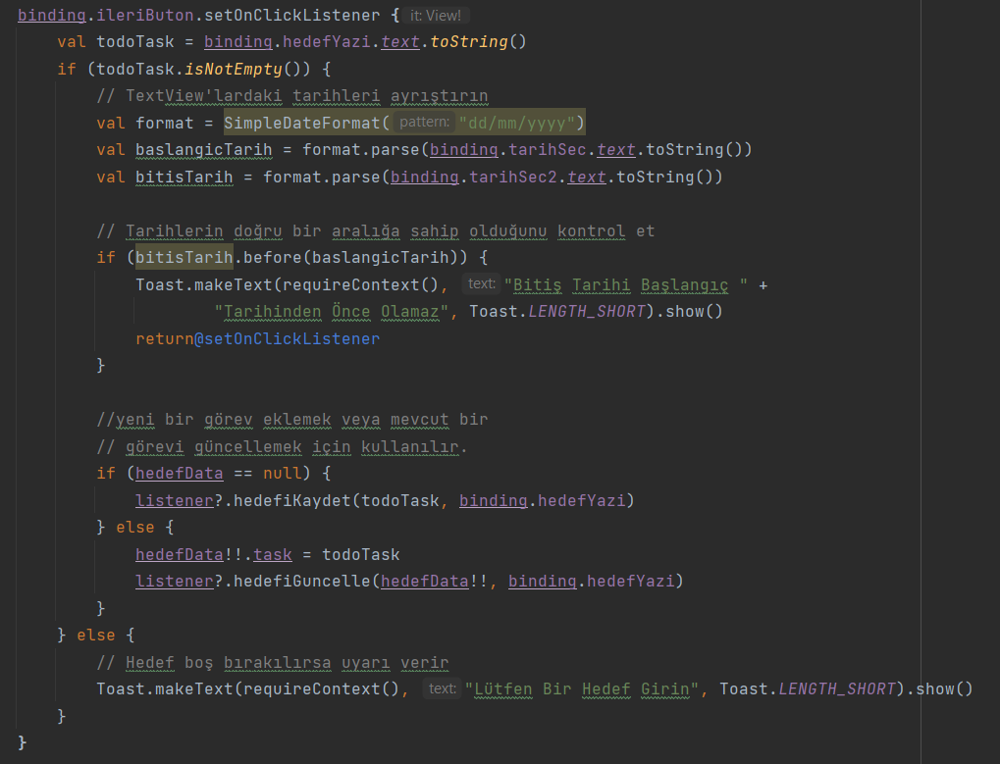 binding.ileriButon.setOnClickListener { it: View!
val todoTask = binding.hedefYazi.text.toString()
if (todoTask.isNotEmpty()) {
// TextView'lardaki tarihleri ayrıştırın
val format = SimpleDateFormat( pattern: "dd/mm/yyyy")
val baslangicTarih = format.parse(binding.tarihSec.text.toString())
val bitisTarih = format.parse(binding.tarihSec2.text.toString())
// Tarihlerin doğru bir aralığa sahip olduğunu kontrol et
if (bitisTarih.before(baslangicTarih)) {
Toast.makeText(requireContext(), text: "Bitiş Tarihi Başlangıç " +
"Tarihinden Önce Olamaz", Toast.LENGTH_SHORT).show()
return@setOnClickListener
}
//yeni bir görev eklemek veya mevcut bir
// görevi güncellemek için kullanılır.
if (hedefData == null) {
listener?.hedefiKaydet(todoTask, binding.hedefYazi)
} else {
hedefData!!.task = todoTask
listener?.hedefiGuncelle(hedefData!!, binding.hedefYazi)
}
} else {
// Hedef boş bırakılırsa uyarı verir
Toast.makeText(requireContext(), text: "Lütfen Bir Hedef Girin", Toast.LENGTH_SHORT).show()
}
}